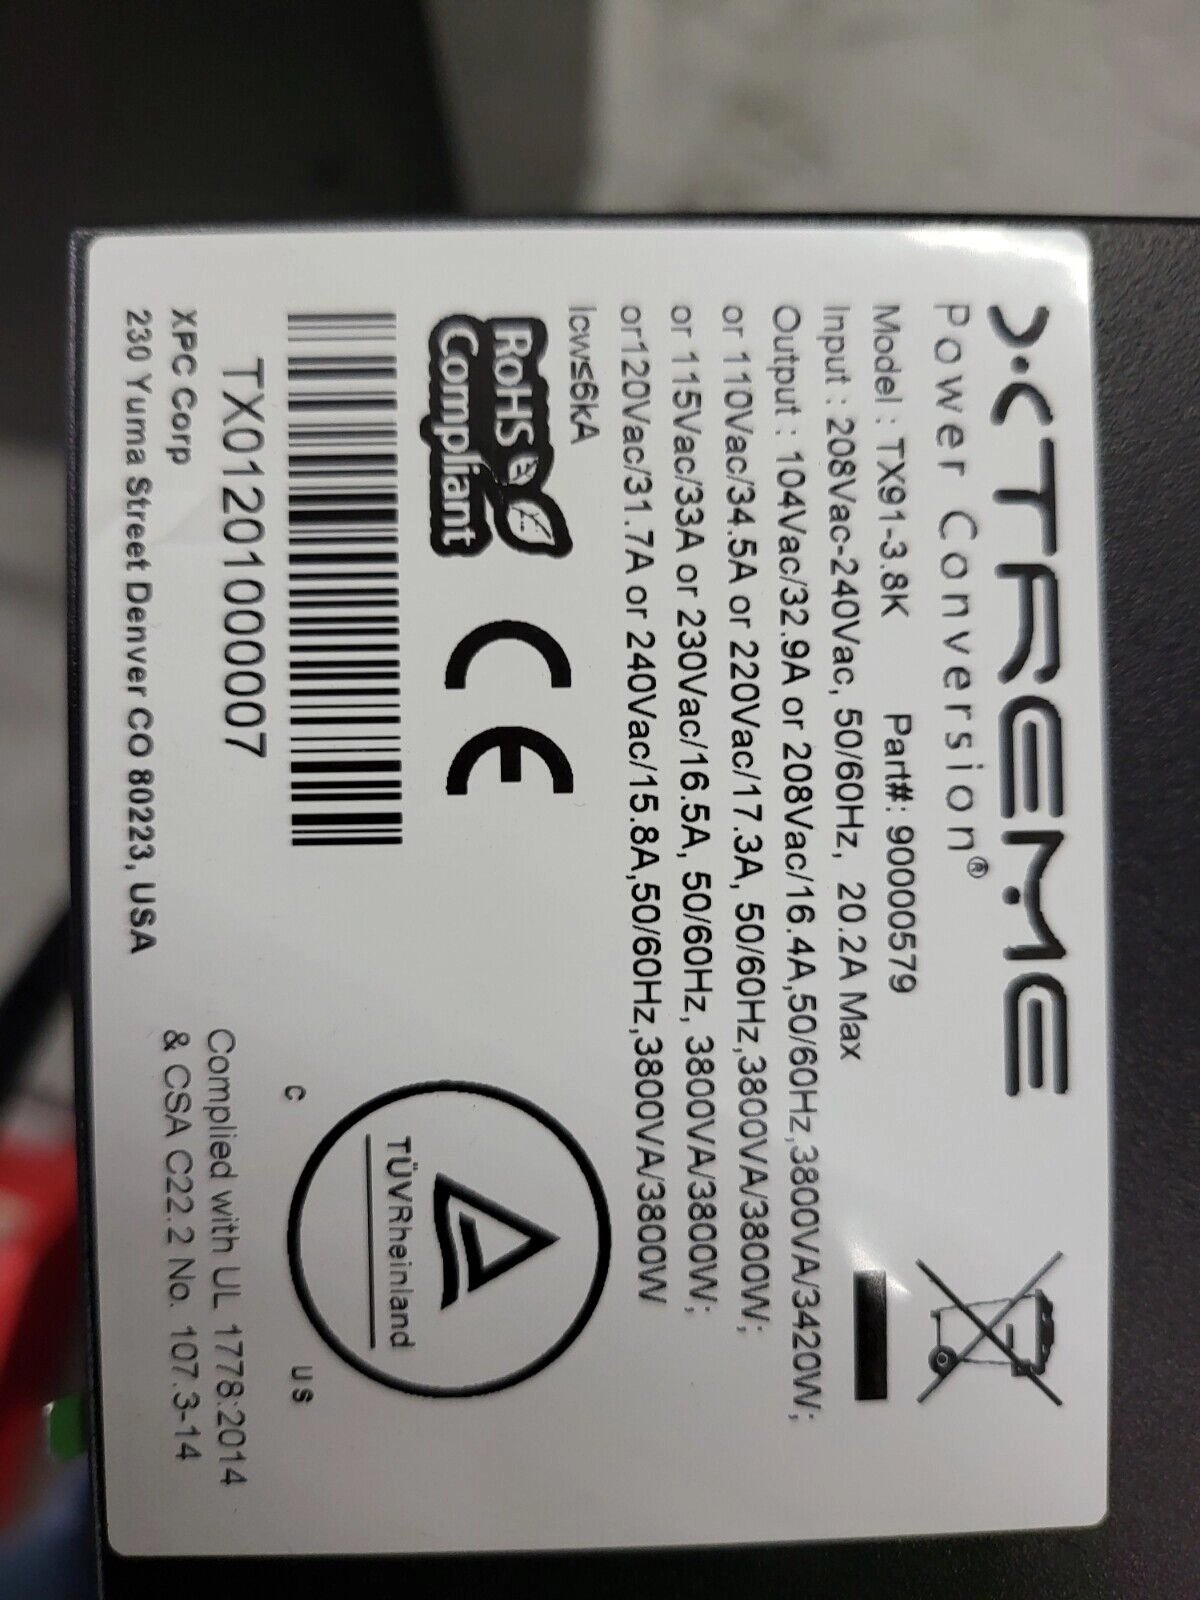 XTREME
Power Conversion®
Model : TX91-3.8K Part#: 90000579
Input : 208Vac-240Vac, 50/60Hz, 20.2A Max
Output : 104Vac/32.9A or 208Vac/16.4A,50/60Hz,3800VA/3420W;
or 110Vac/34.5A or 220Vac/17.3A, 50/60Hz,3800VA/3800W;
or 115Vac/33A or 230Vac/16.5A, 50/60Hz, 3800VA/3800W;
or120Vac/31.7A or 240Vac/15.8A,50/60Hz,3800VA/3800W
Icw≤6kA
RoHS
Compliant
CE
TÜVRheinland
C US
TX01201000007
XPC Corp
230 Yuma Street Denver CO 80223, USA
Complied with UL 1778:2014
& CSA C22.2 No. 107.3-14